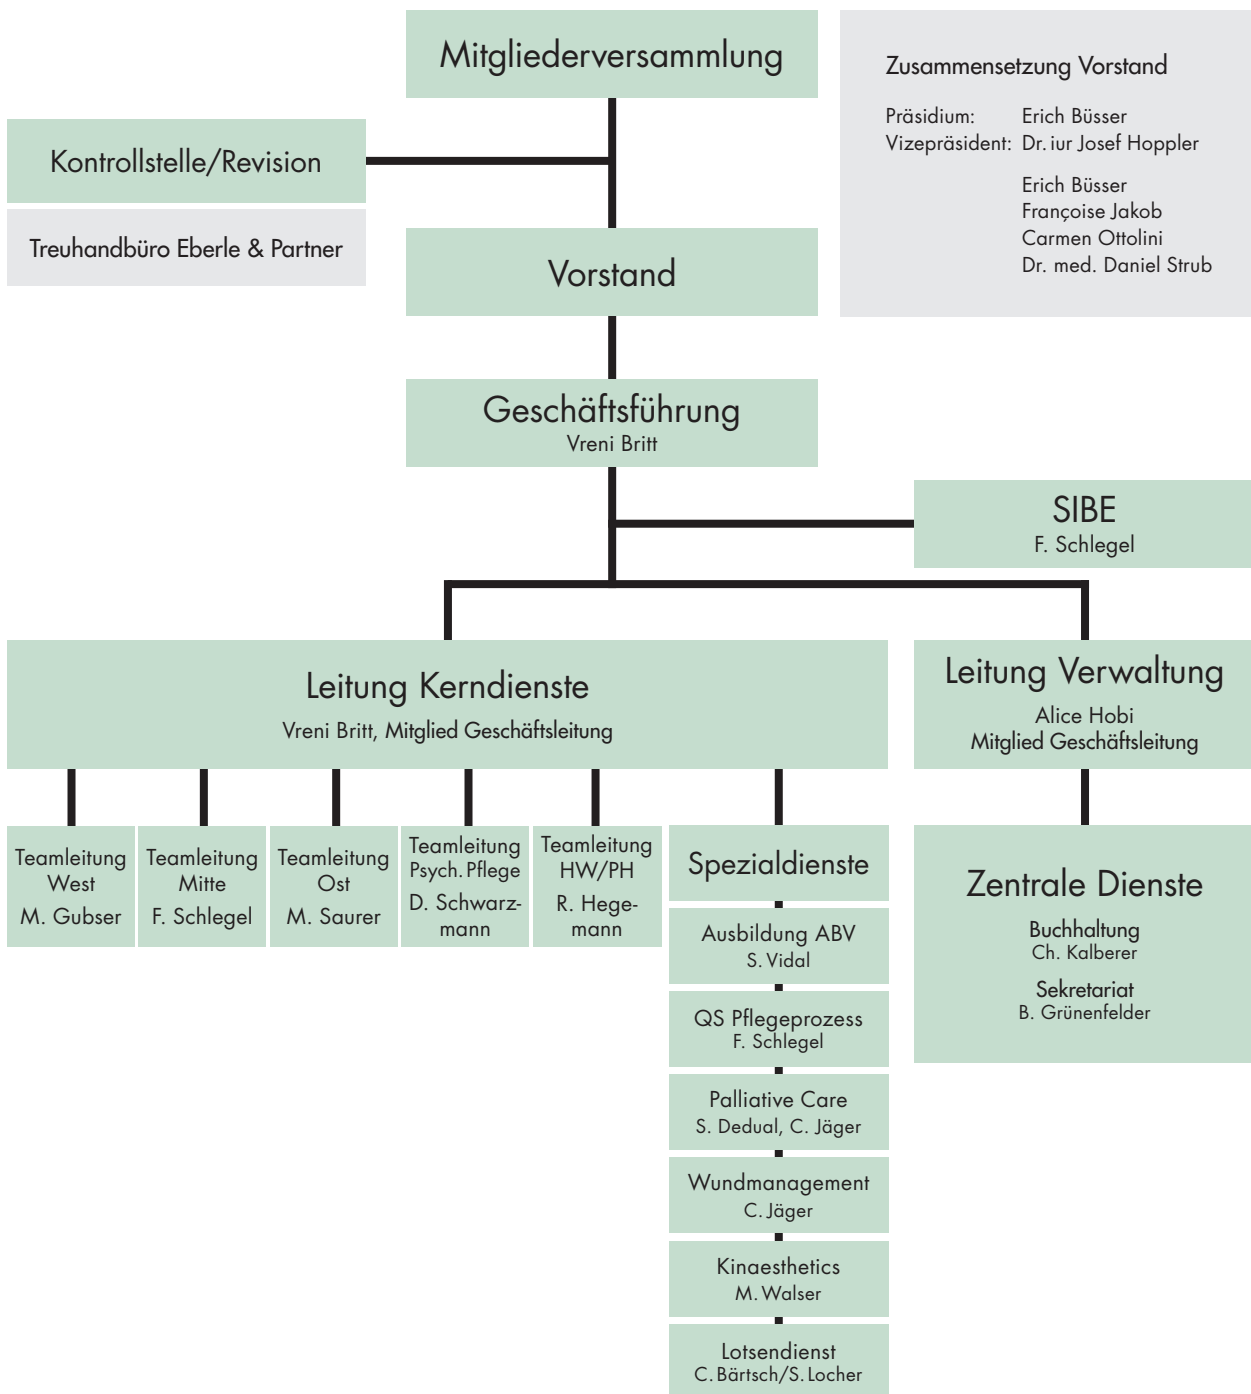 Mitgliederversammlung
Zusammensetzung Vorstand
Präsidium: Erich Büsser
Vizepräsident: Dr. iur Josef Hoppler
Erich Büsser
Françoise Jakob
Carmen Ottolini
Dr. med. Daniel Strub
Kontrollstelle/Revision
Treuhandbüro Eberle & Partner
Vorstand
Geschäftsführung
Vreni Britt
SIBE
F. Schlegel
Leitung Kerndienste
Vreni Britt, Mitglied Geschäftsleitung
Leitung Verwaltung
Alice Hobi
Mitglied Geschäftsleitung
Teamleitung
West
M. Gubser
Teamleitung
Mitte
F. Schlegel
Teamleitung
Ost
M. Saurer
Teamleitung
Psych. Pflege
D. Schwarz-
mann
Teamleitung
HW/PH
R. Hege-
mann
Spezialdienste
Ausbildung ABV
S. Vidal
QS Pflegeprozess
F. Schlegel
Palliative Care
S. Dedual, C. Jäger
Wundmanagement
C. Jäger
Kinaesthetics
M. Walser
Lotsendienst
C. Bärtsch/S. Locher
Zentrale Dienste
Buchhaltung
Ch. Kalberer
Sekretariat
B. Grünenfelder